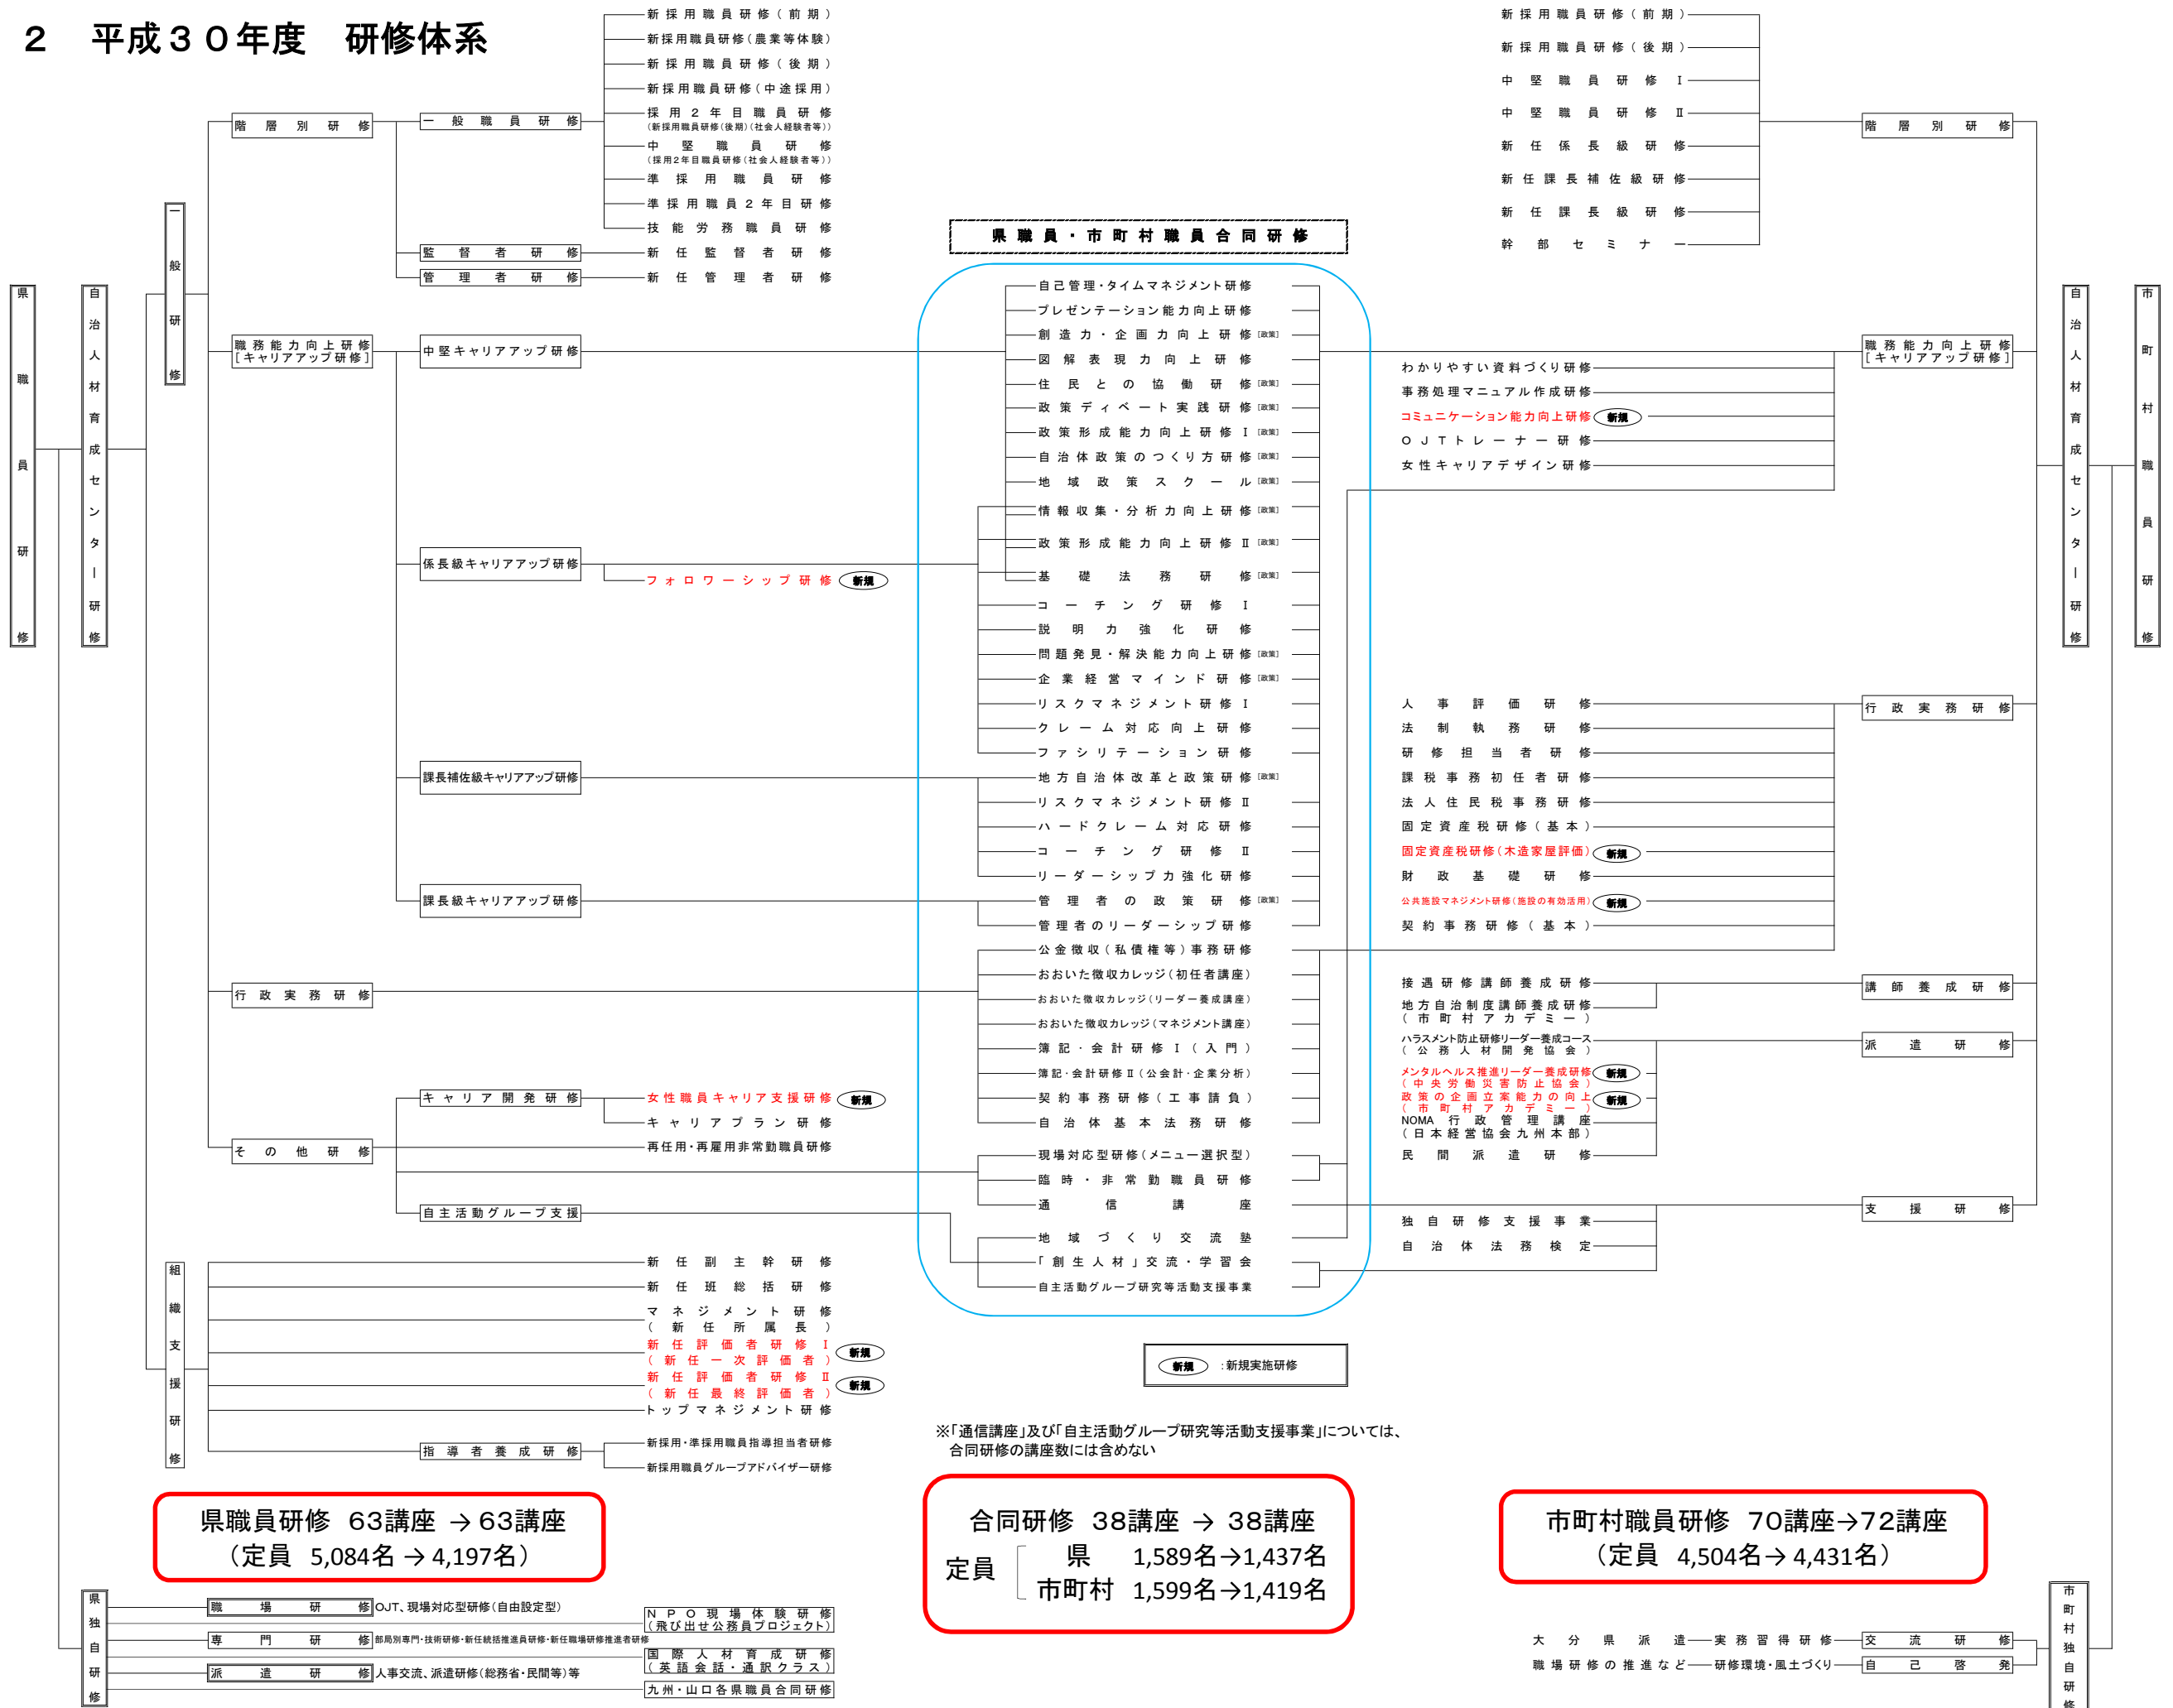 ２　平成３０年度　研修体系
新採用職員研修（前期）
新採用職員研修（農業等体験）
新採用職員研修（後期）
新採用職員研修（中途採用）
採用２年目職員研修
（新採用職員研修（後期）（社会人経験者等））
中堅職員研修
（採用２年目職員研修（社会人経験者等））
準採用職員研修
準採用職員２年目研修
技能労務職員研修
新任監督者研修
新任管理者研修
階層別研修
一般職員研修
監督者研修
管理者研修
一般研修
県職員研修
自治人材育成センター研修
職務能力向上研修
［キャリアアップ研修］
中堅キャリアアップ研修
係長級キャリアアップ研修
フォロワーシップ研修　新規
課長補佐級キャリアアップ研修
課長級キャリアアップ研修
行政実務研修
その他研修
キャリア開発研修
女性職員キャリア支援研修　新規
キャリアプラン研修
再任用・再雇用非常勤職員研修
自主活動グループ支援
組織支援研修
新任副主幹研修
新任班総括研修
マネジメント研修
（新任所属長）
新任評価者研修Ⅰ
（新任一次評価者）　新規
新任評価者研修Ⅱ
（新任最終評価者）　新規
トップマネジメント研修
指導者養成研修
新採用・準採用職員指導担当者研修
新採用職員グループアドバイザー研修
県職員研修　６３講座　→６３講座
（定員　5,084名→4,197名）
県独自研修
職場研修　OJT、現場対応型研修（自由設定型）
専門研修　部局別専門・技術研修・新任統括推進員研修・新任職場研修推進者研修
派遣研修　人事交流、派遣研修（総務省・民間等）等
ＮＰＯ現場体験研修
（飛び出せ公務員プロジェクト）
国際人材育成研修
（英語会話・通訳クラス）
九州・山口各県職員合同研修
県職員・市町村職員合同研修
自己管理・タイムマネジメント研修
プレゼンテーション能力向上研修
創造力・企画力向上研修［政策］
図解表現力向上研修
住民との協働研修［政策］
政策ディベート実践研修［政策］
政策形成能力向上研修Ⅰ［政策］
自治体政策のつくり方研修［政策］
地域政策スクール［政策］
情報収集・分析力向上研修［政策］
政策形成能力向上研修Ⅱ［政策］
基礎法務研修［政策］
コーチング研修Ⅰ
説明力強化研修
問題発見・解決能力向上研修［政策］
企業経営マインド研修［政策］
リスクマネジメント研修Ⅰ
クレーム対応向上研修
ファシリテーション研修
地方自治体改革と政策研修［政策］
リスクマネジメント研修Ⅱ
ハードクレーム対応研修
コーチング研修Ⅱ
リーダーシップ力強化研修
管理者の政策研修［政策］
管理者のリーダーシップ研修
公金徴収（私債権等）事務研修
おおいた徴収カレッジ（初任者講座）
おおいた徴収カレッジ（リーダー養成講座）
おおいた徴収カレッジ（マネジメント講座）
簿記・会計研修Ⅰ（入門）
簿記・会計研修Ⅱ（公会計・企業分析）
契約事務研修（工事請負）
自治体基本法務研修
現場対応型研修（メニュー選択型）
臨時・非常勤職員研修
通信講座
地域づくり交流塾
「創生人材」交流・学習会
自主活動グループ研究等活動支援事業
新規　：新規実施研修
※「通信講座」及び「自主活動グループ研究等活動支援事業」については、
合同研修の講座数には含めない
合同研修　３８講座　→　３８講座
定員　県　1,589名→1,437名
市町村　1,599名→1,419名
新採用職員研修（前期）
新採用職員研修（後期）
中堅職員研修Ⅰ
中堅職員研修Ⅱ
新任係長級研修
新任課長補佐級研修
新任課長級研修
幹部セミナー
階層別研修
職務能力向上研修
［キャリアアップ研修］
わかりやすい資料づくり研修
事務処理マニュアル作成研修
コミュニケーション能力向上研修　新規
ＯＪＴトレーナー研修
女性キャリアデザイン研修
自治人材育成センター研修
市町村職員研修
人事評価研修
法制執務研修
研修担当者研修
課税事務初任者研修
法人住民税事務研修
固定資産税研修（基本）
固定資産税研修（木造家屋評価）　新規
財政基礎研修
公共施設マネジメント研修（施設の有効活用）　新規
契約事務研修（基本）
行政実務研修
接遇研修講師養成研修
地方自治制度講師養成研修
（市町村アカデミー）
講師養成研修
ハラスメント防止研修リーダー養成コース
（公務人材開発協会）
メンタルヘルス推進リーダー養成研修
（中央労働災害防止協会）　新規
政策の企画立案能力の向上
（市町村アカデミー）　新規
NOMA行政管理講座
（日本経営協会九州本部）
民間派遣研修
派遣研修
独自研修支援事業
自治体法務検定
支援研修
市町村職員研修　７０講座→７２講座
（定員　4,504名→4,431名）
大分県派遣　実務習得研修　交流研修
職場研修の推進など　研修環境・風土づくり　自己啓発
市町村独自研修